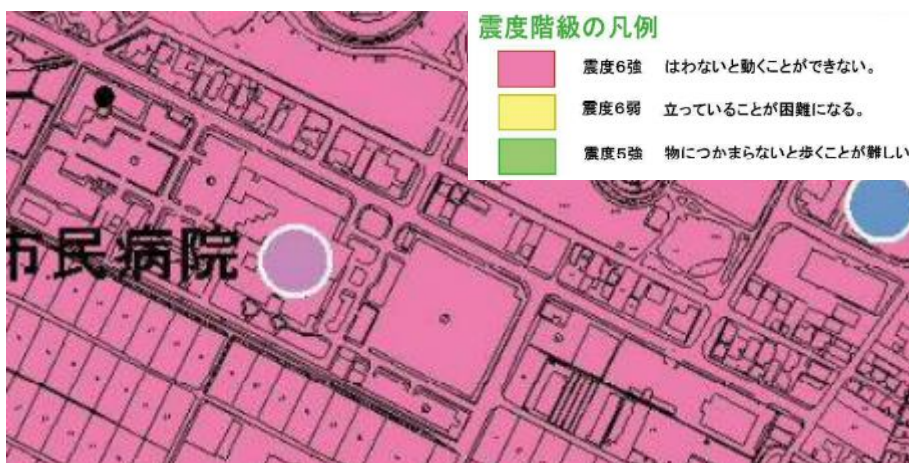 震度階級の凡例
震度6強 はわないと動くことができない。
震度6弱 立っていることが困難になる。
震度5強 物につかまらないと歩くことが難しい
市民病院